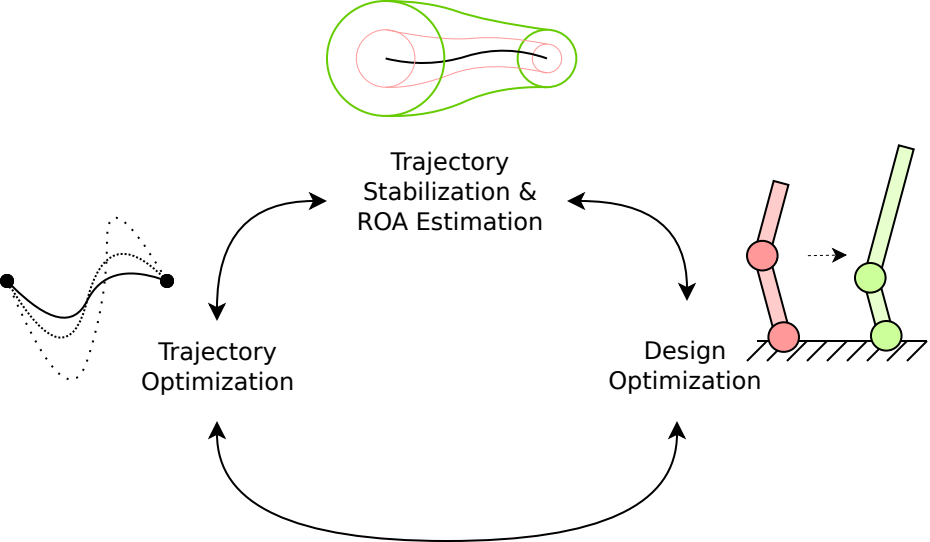 Trajectory
Stabilization &
ROA Estimation
Trajectory
Optimization
Design
Optimization